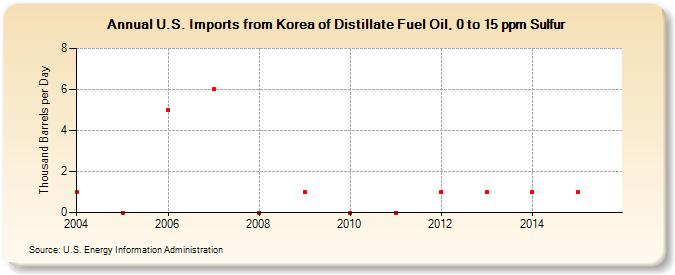 Annual U.S. Imports from Korea of Distillate Fuel Oil, 0 to 15 ppm Sulfur
Thousand Barrels per Day
8
6
4
2
0
2004 2006 2008 2010 2012 2014
Source: U.S. Energy Information Administration